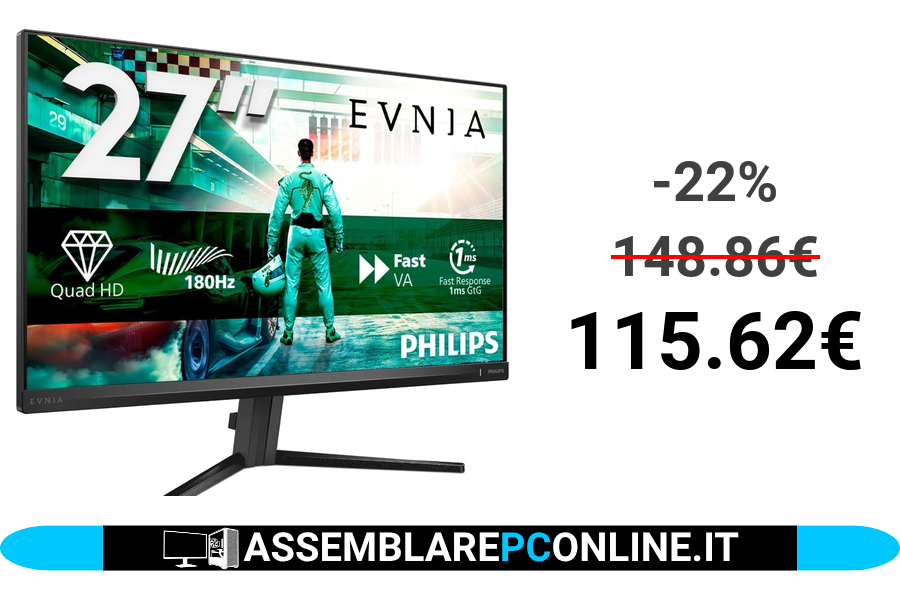 27"
EVNIA
29
Quad HD
180Hz
Fast
VA
1ms
Fast Response
1ms GtG
PHILIPS
EVNIA
PHILIPS
-22%
148.86€
115.62€
ASSEMBLAREPCONLINE.IT